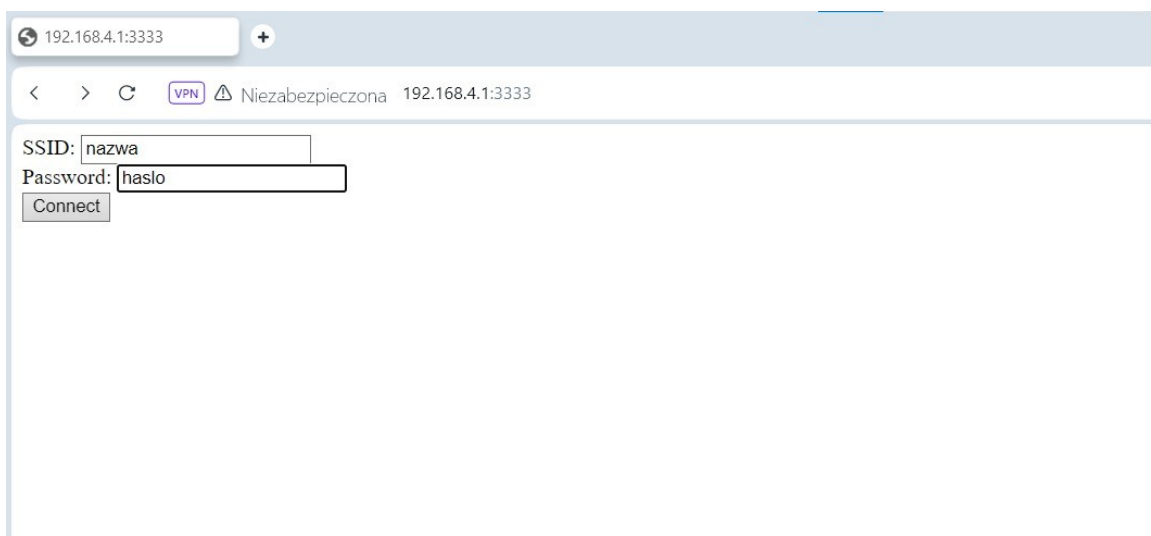 192.168.4.1:3333
VPN Niezabezpieczona 192.168.4.1:3333
SSID: nazwa
Password: haslo
Connect